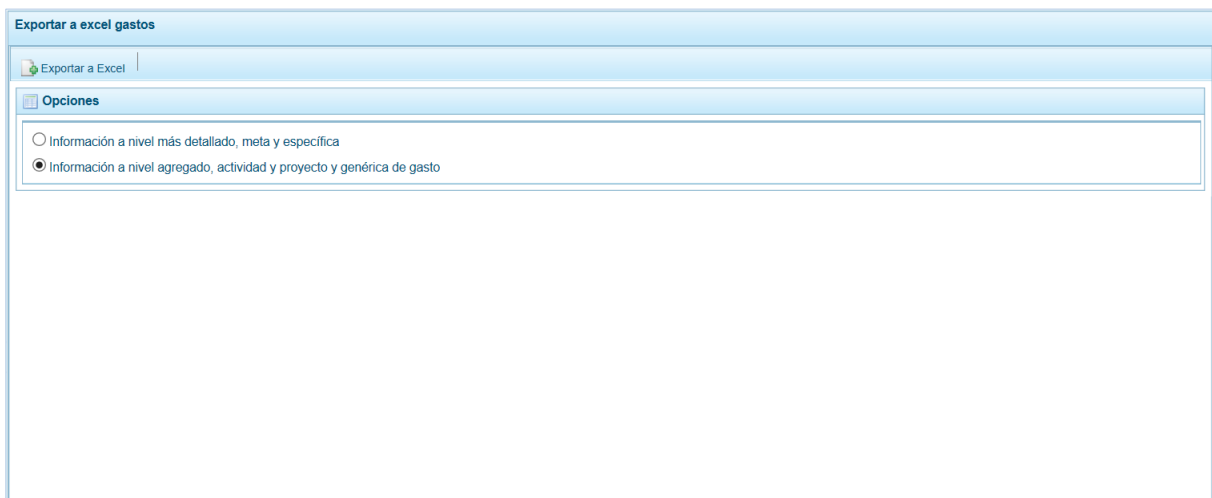 Exportar a excel gastos
Exportar a Excel
Opciones
Información a nivel más detallado, meta y específica
Información a nivel agregado, actividad y proyecto y genérica de gasto